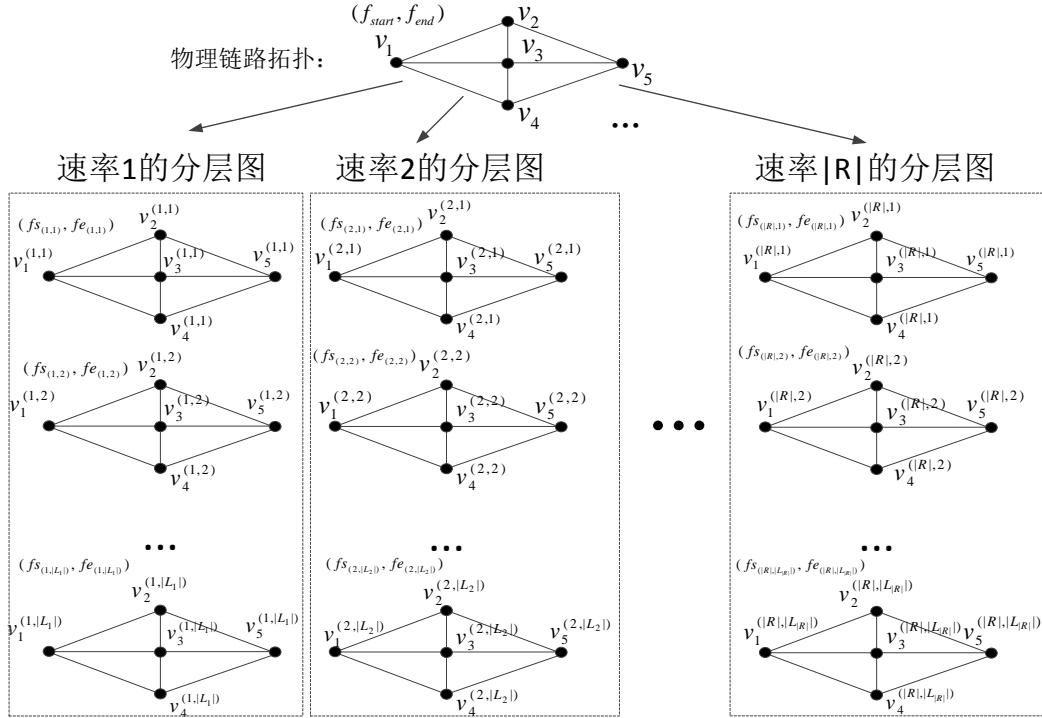 (f_{start}, f_{end})
v_2
v_1
v_3
物理链路拓扑:
v_5
v_4
...
速率1的分层图
速率2的分层图
速率|R|的分层图
(fs_{(1,1)}, fe_{(1,1)})
v_2^{(1,1)}
v_1^{(1,1)}
v_3^{(1,1)}
v_5^{(1,1)}
v_4^{(1,1)}
(fs_{(1,2)}, fe_{(1,2)})
v_2^{(1,2)}
v_1^{(1,2)}
v_3^{(1,2)}
v_5^{(1,2)}
v_4^{(1,2)}
...
(fs_{(1,|L_1|)}, fe_{(1,|L_1|)})
v_2^{(1,|L_1|)}
v_1^{(1,|L_1|)}
v_3^{(1,|L_1|)}
v_5^{(1,|L_1|)}
v_4^{(1,|L_1|)}
(fs_{(2,1)}, fe_{(2,1)})
v_2^{(2,1)}
v_1^{(2,1)}
v_3^{(2,1)}
v_5^{(2,1)}
v_4^{(2,1)}
(fs_{(2,2)}, fe_{(2,2)})
v_2^{(2,2)}
v_1^{(2,2)}
v_3^{(2,2)}
v_5^{(2,2)}
v_4^{(2,2)}
...
(fs_{(2,|L_2|)}, fe_{(2,|L_2|)})
v_2^{(2,|L_2|)}
v_1^{(2,|L_2|)}
v_3^{(2,|L_2|)}
v_5^{(2,|L_2|)}
v_4^{(2,|L_2|)}
...
(fs_{(|R|,1)}, fe_{(|R|,1)})
v_2^{(|R|,1)}
v_1^{(|R|,1)}
v_3^{(|R|,1)}
v_5^{(|R|,1)}
v_4^{(|R|,1)}
(fs_{(|R|,2)}, fe_{(|R|,2)})
v_2^{(|R|,2)}
v_1^{(|R|,2)}
v_3^{(|R|,2)}
v_5^{(|R|,2)}
v_4^{(|R|,2)}
...
(fs_{(|R|,|L_{|R|}|)}, fe_{(|R|,|L_{|R|}|)})
v_2^{(|R|,|L_{|R|}|)}
v_1^{(|R|,|L_{|R|}|)}
v_3^{(|R|,|L_{|R|}|)}
v_5^{(|R|,|L_{|R|}|)}
v_4^{(|R|,|L_{|R|}|)}